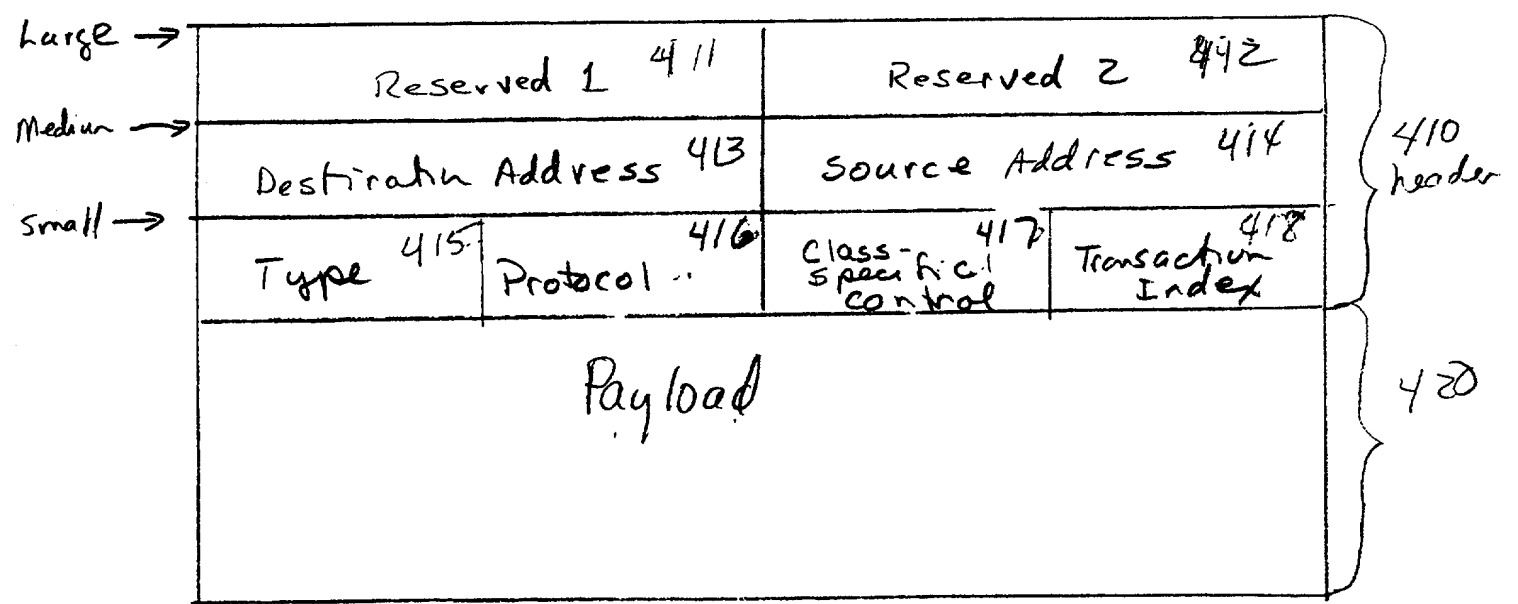 Large →
Reserved 1 411
Reserved 2 412
Medium →
Destination Address 413
Source Address 414
410
header
Small →
Type 415
Protocol 416
Class-
specific
control
417
Transaction
Index
418
Payload
420